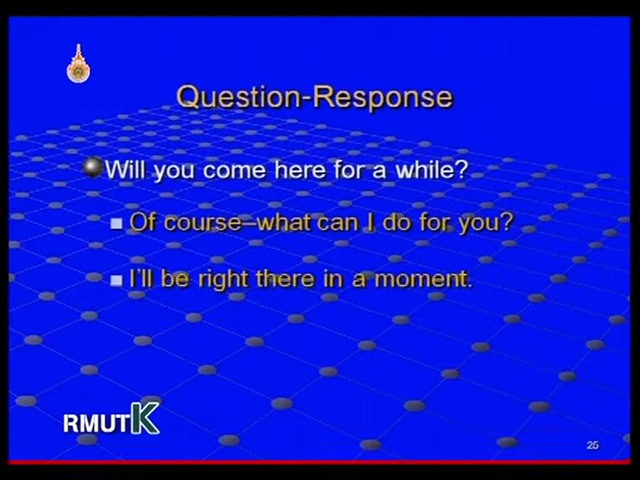 Question-Response
Will you come here for a while?
Of course–what can I do for you?
I'll be right there in a moment.
RMUTK
25